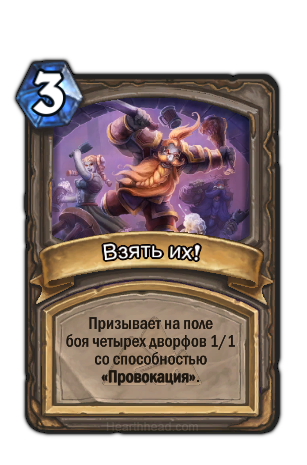 3
Взять их!
Призывает на поле
боя четырех дворфов 1/1
со способностью
«Провокация».
Hearthhead.com